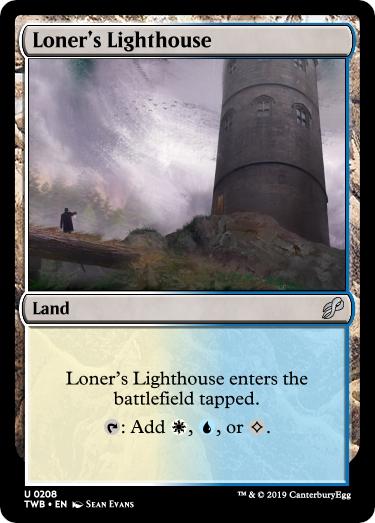 Loner's Lighthouse
Land
Loner's Lighthouse enters the
battlefield tapped.
: Add , , or .
U 0208
TWB • EN Sean Evans
™ & © 2019 CanterburyEgg